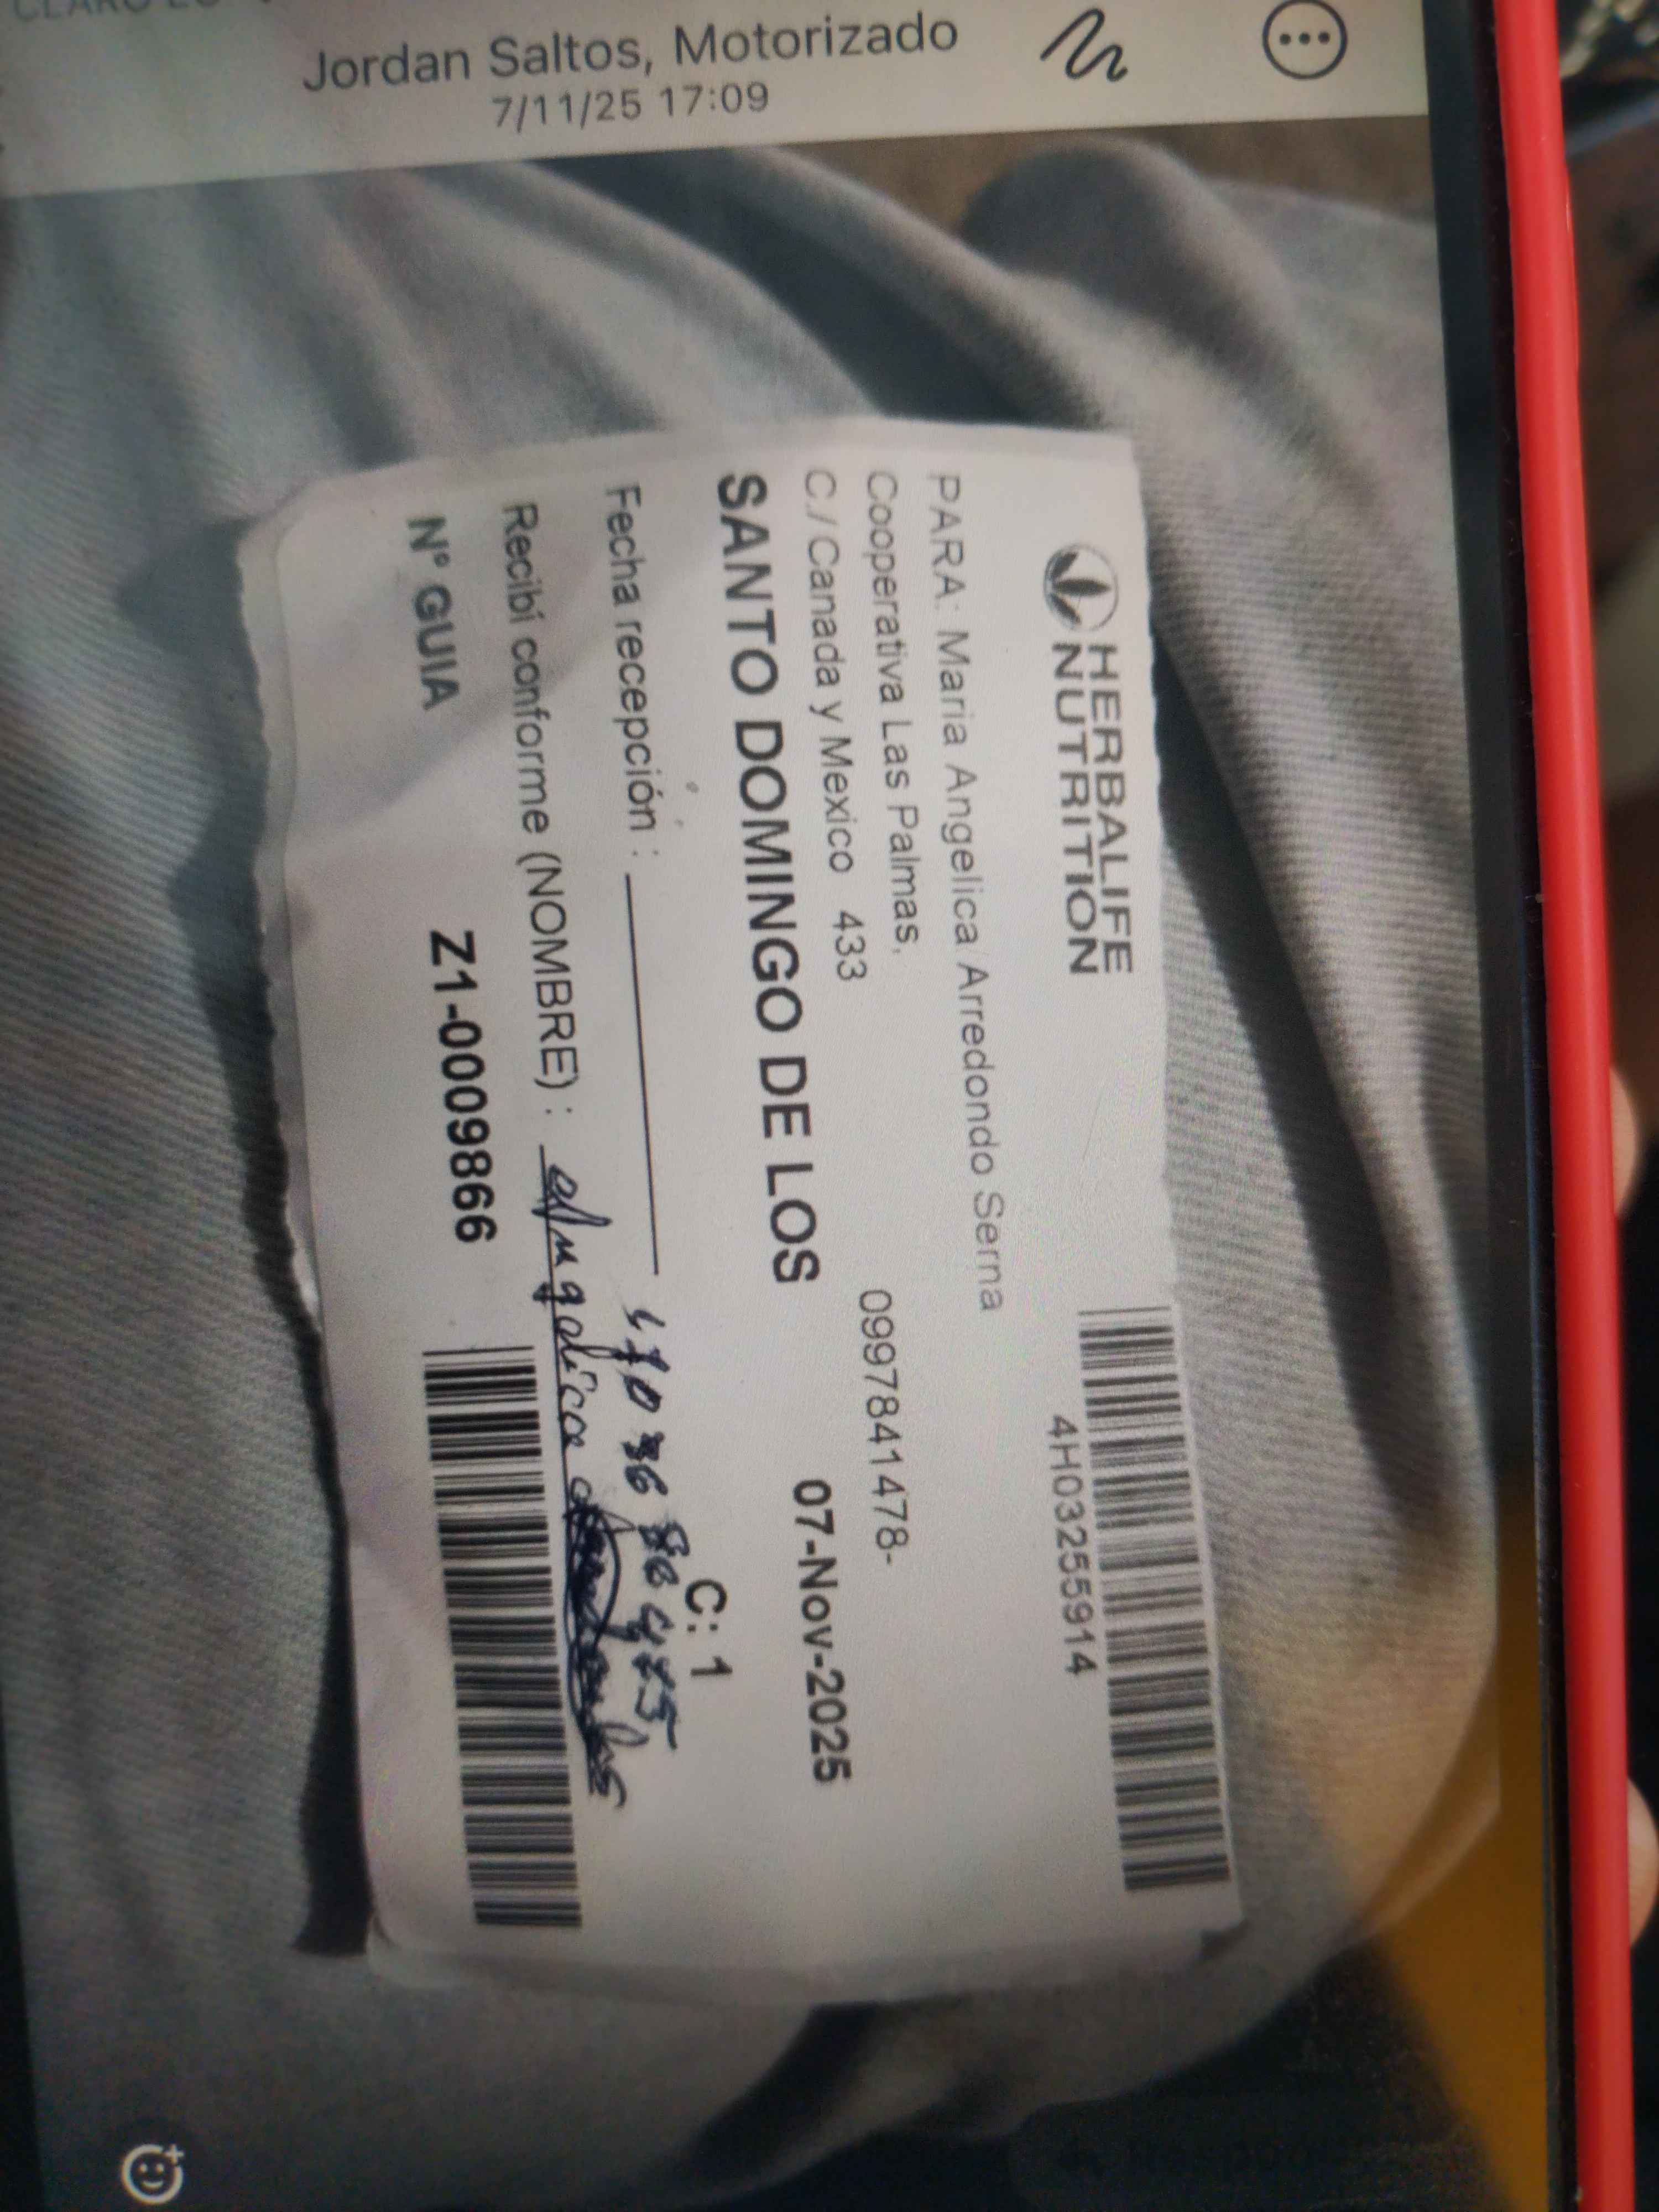 Jordan Saltos, Motorizado
7/11/25 17:09
HERBALIFE
NUTRITION
4H03255914
PARA: Maria Angelica Arredondo Serna
Cooperativa Las Palmas.
0997841478-
C./ Canada y Mexico 433
SANTO DOMINGO DE LOS
07-Nov-2025
C: 1
Fecha recepción :
Recibí conforme (NOMBRE) : Angelica
N° GUIA Z1-0009866